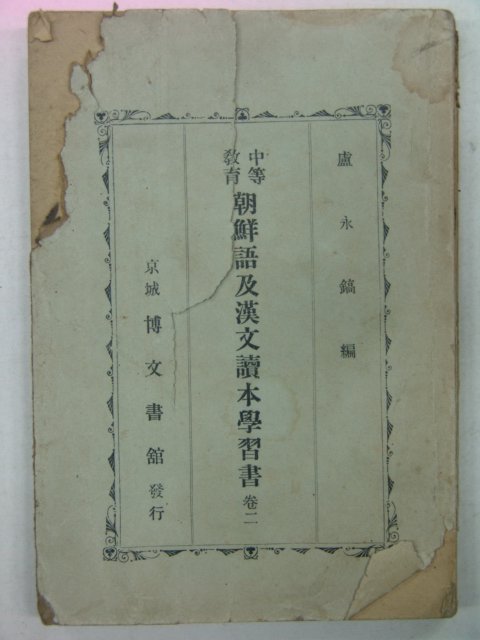 盧永鎬編
中等
教育
朝鮮語及漢文讀本學習書 卷二
京城 博文書舘 發行